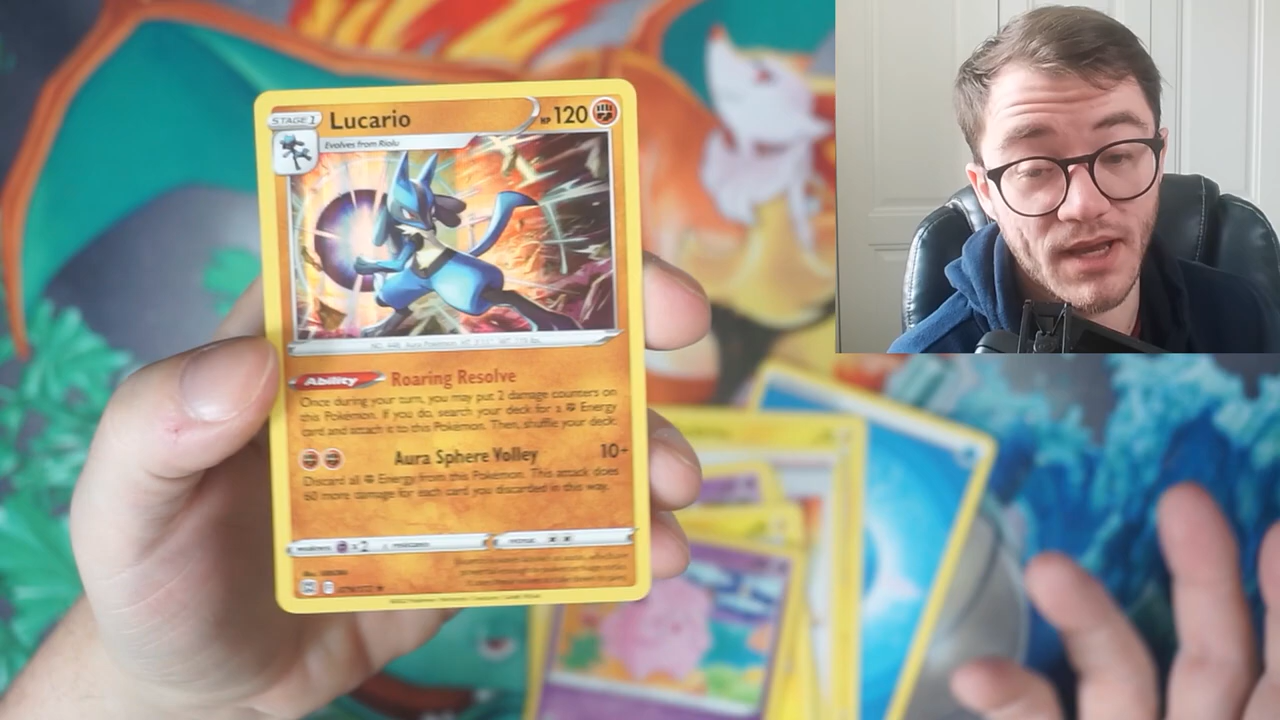 STAGE 1
Lucario
HP 120
Evolves from Riolu
Ability Roaring Resolve
Once during your turn, you may put 2 damage counters on
this Pokémon. If you do, search your deck for a Energy
card and attach it to this Pokémon. Then, shuffle your deck.
Aura Sphere Volley 10+
Discard all Energy from this Pokémon. This attack does
60 more damage for each card you discarded in this way.
weakness x2 resistance retreat